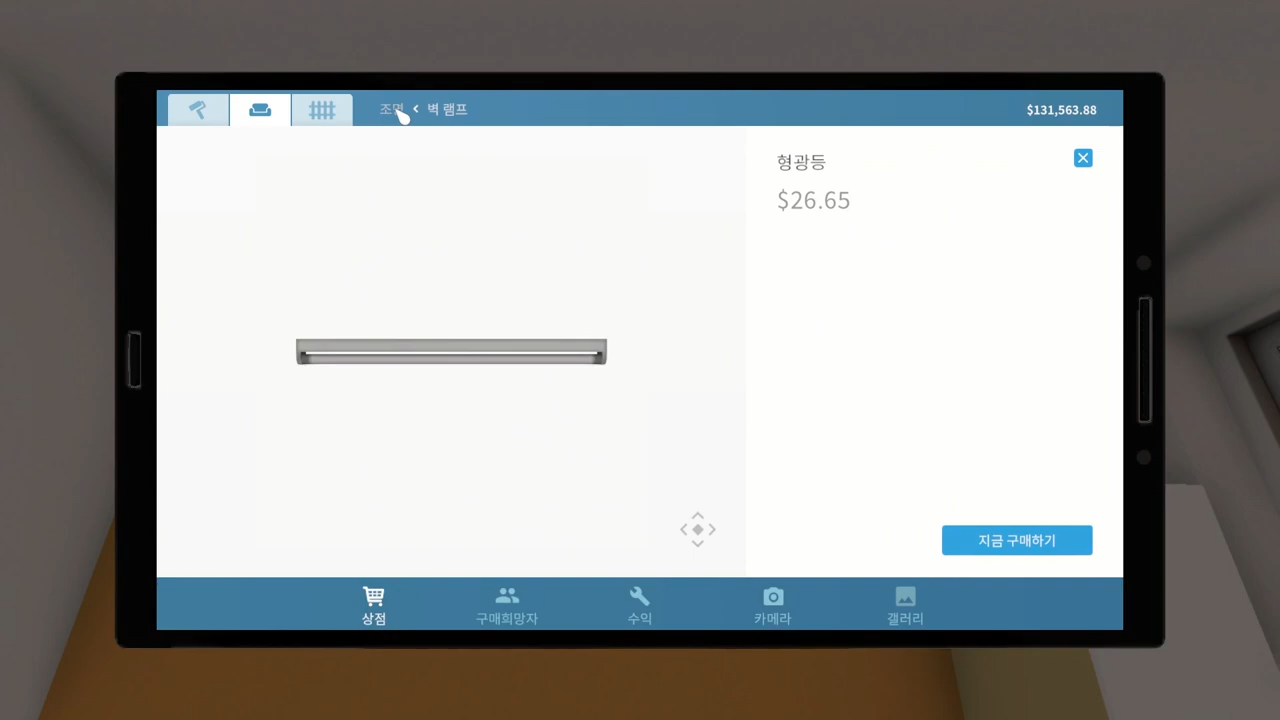 조명 < 벽 램프
$131,563.88
형광등
$26.65
지금 구매하기
상점
구매희망자
수익
카메라
갤러리